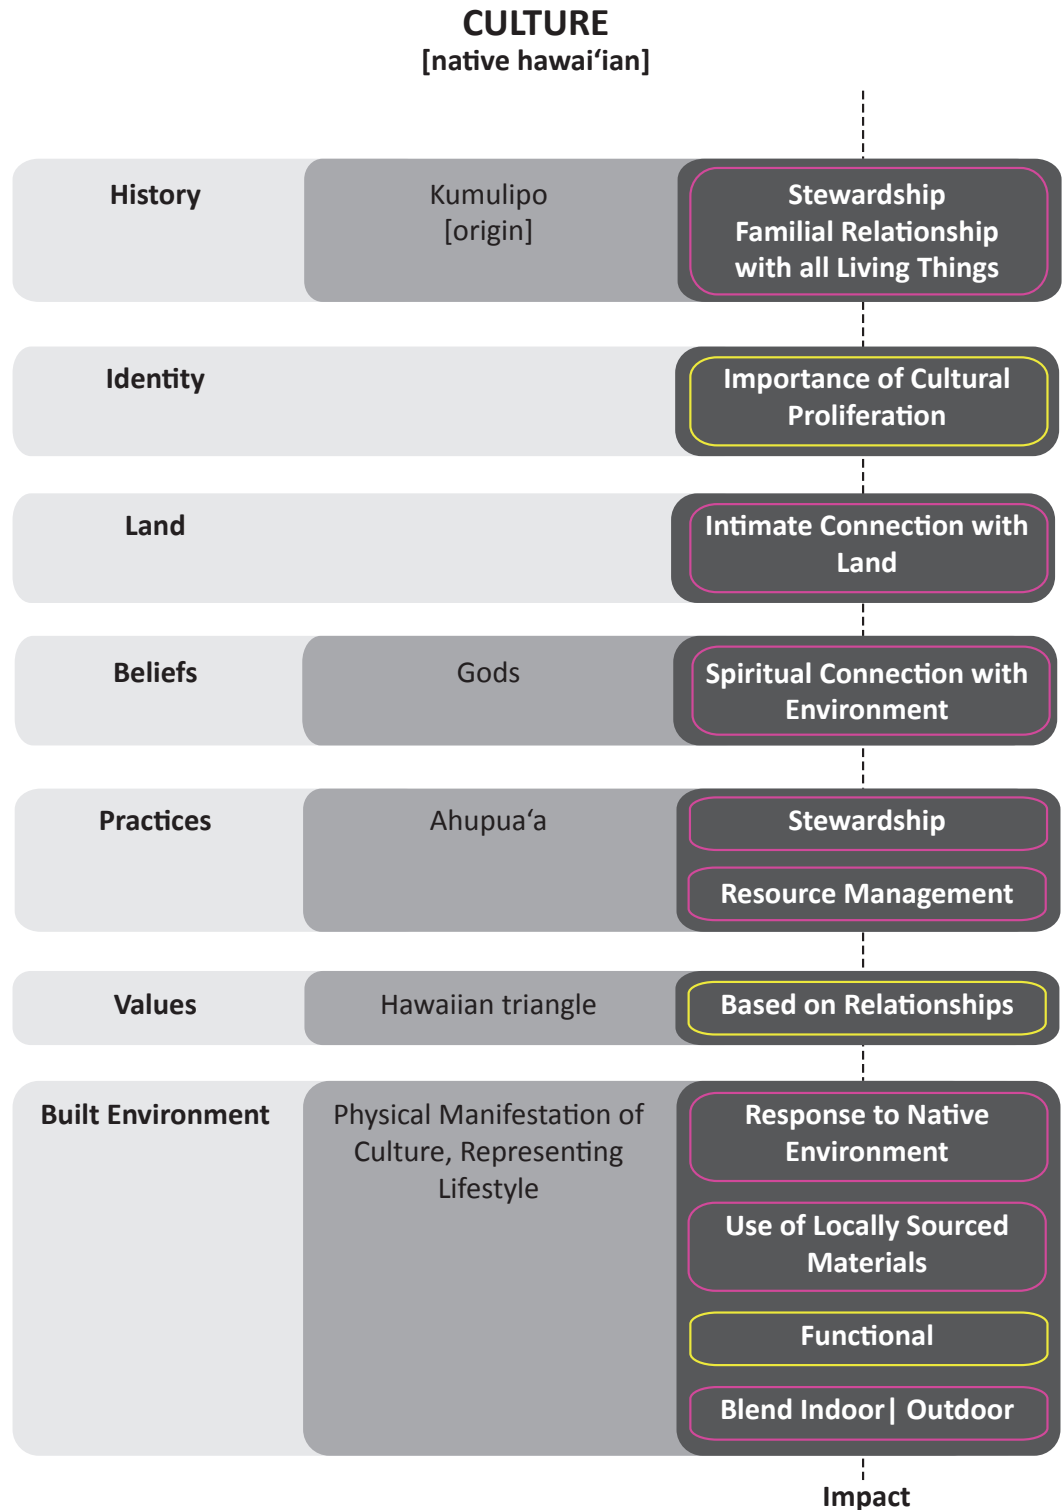 CULTURE
[native hawai‘ian]
History
Kumulipo
[origin]
Stewardship
Familial Relationship
with all Living Things
Identity
Importance of Cultural
Proliferation
Land
Intimate Connection with
Land
Beliefs
Gods
Spiritual Connection with
Environment
Practices
Ahupua‘a
Stewardship
Resource Management
Values
Hawaiian triangle
Based on Relationships
Built Environment
Physical Manifestation of
Culture, Representing
Lifestyle
Response to Native
Environment
Use of Locally Sourced
Materials
Functional
Blend Indoor| Outdoor
Impact